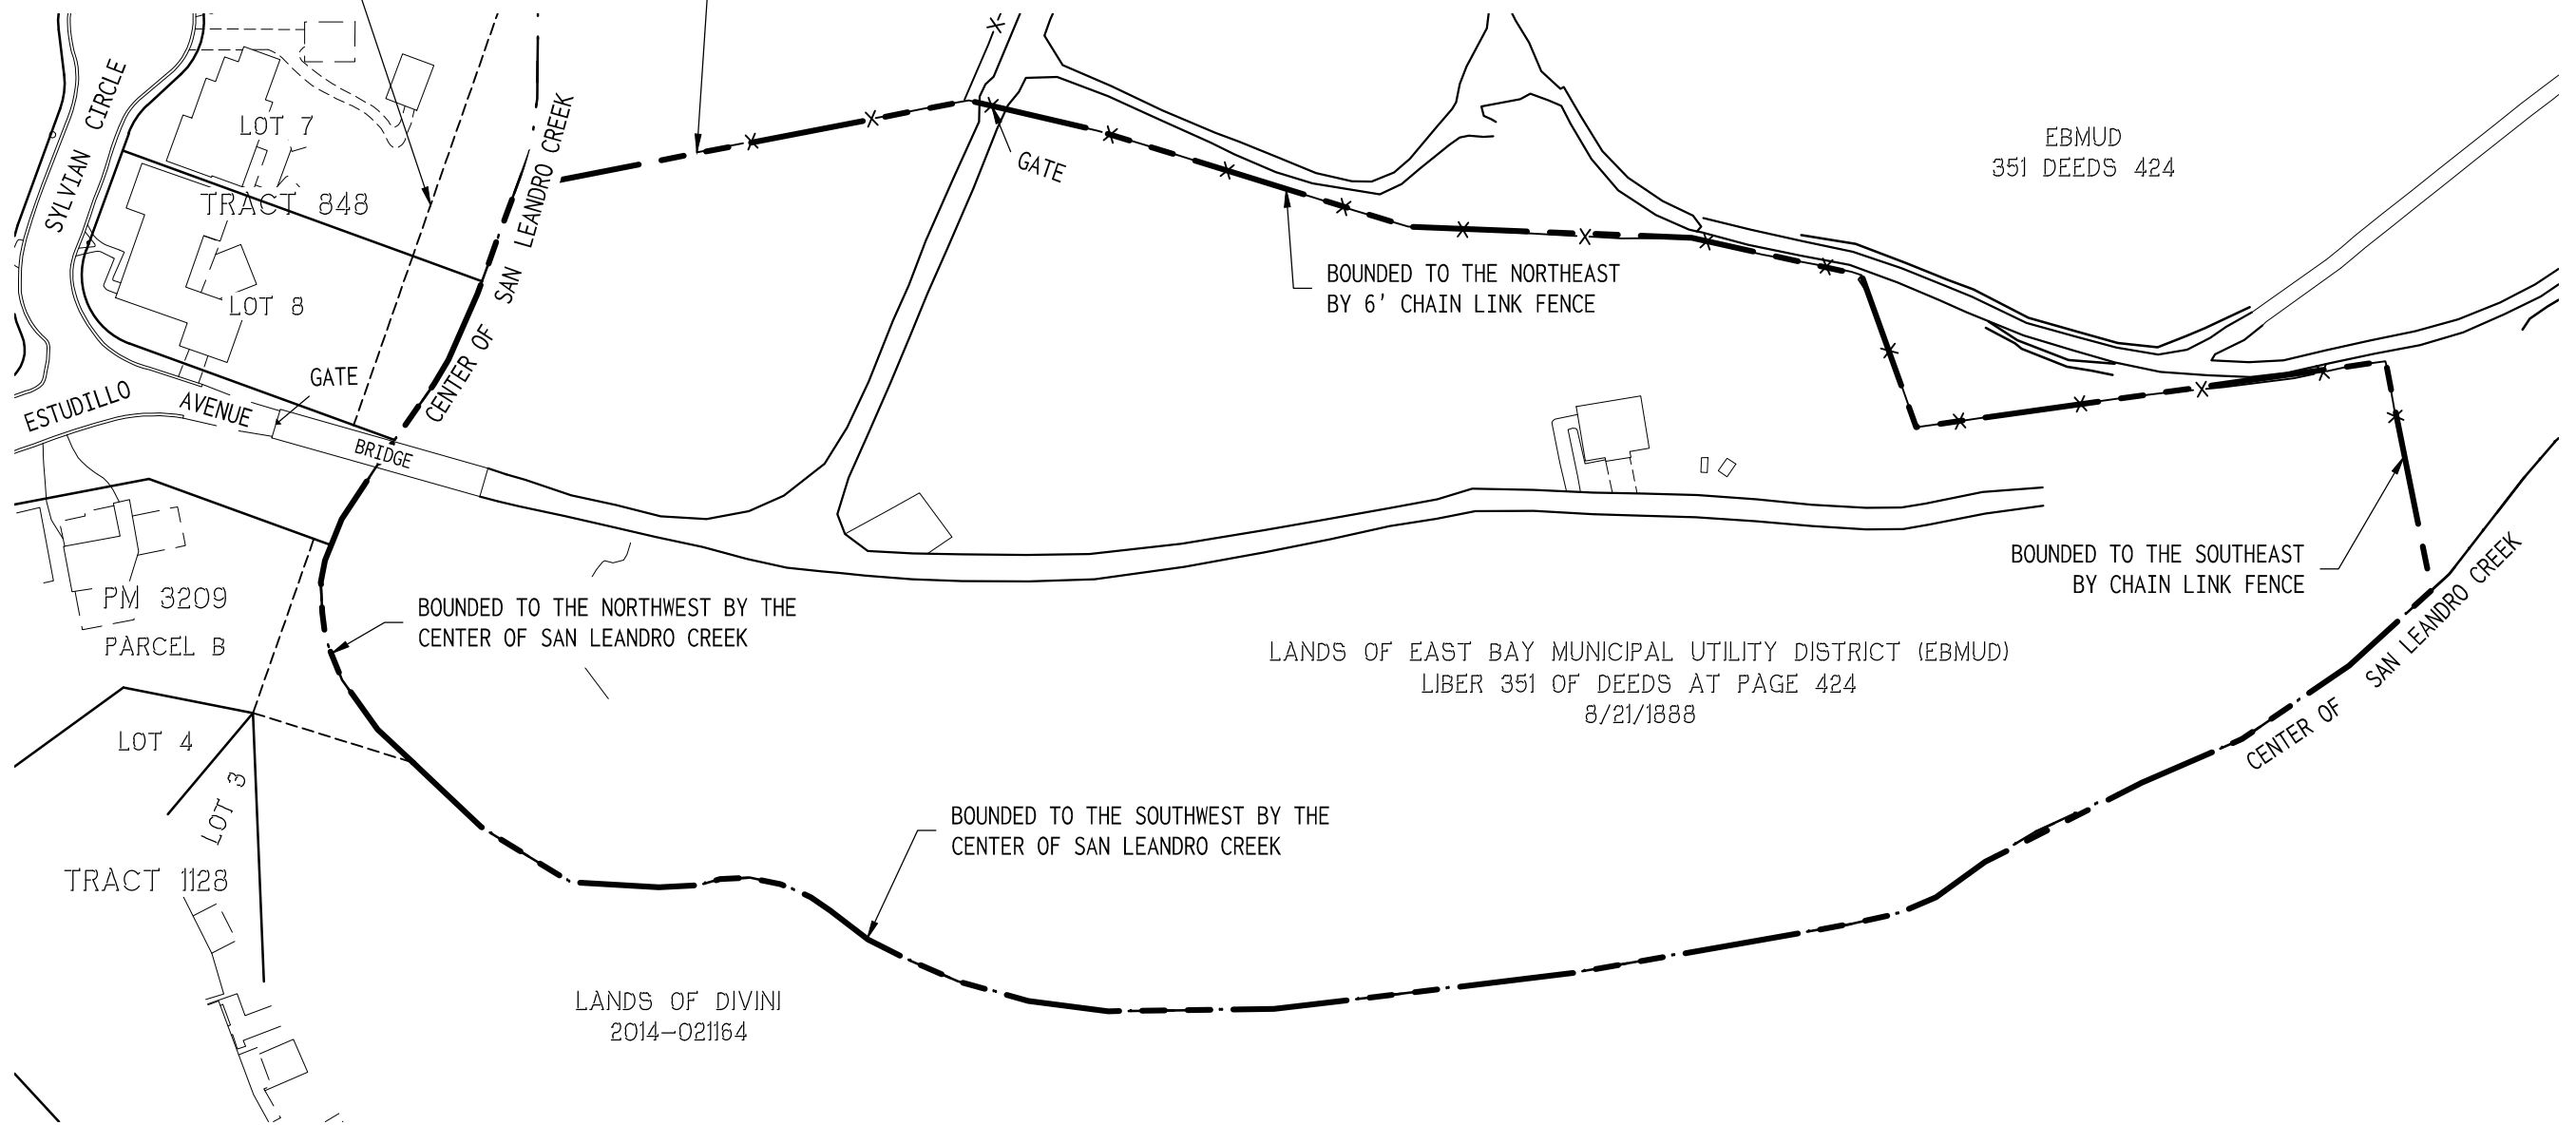 SYLVIAN CIRCLE
LOT 7
TRACT 848
LOT 8
CENTER OF SAN LEANDRO CREEK
GATE
ESTUDILLO AVENUE
BRIDGE
GATE
EBMUD
351 DEEDS 424
BOUNDED TO THE NORTHEAST
BY 6' CHAIN LINK FENCE
BOUNDED TO THE SOUTHEAST
BY CHAIN LINK FENCE
PM 3209
PARCEL B
BOUNDED TO THE NORTHWEST BY THE
CENTER OF SAN LEANDRO CREEK
LANDS OF EAST BAY MUNICIPAL UTILITY DISTRICT (EBMUD)
LIBER 351 OF DEEDS AT PAGE 424
8/21/1888
CENTER OF SAN LEANDRO CREEK
LOT 4
LOT 3
TRACT 1128
BOUNDED TO THE SOUTHWEST BY THE
CENTER OF SAN LEANDRO CREEK
LANDS OF DIVINI
2014-021164